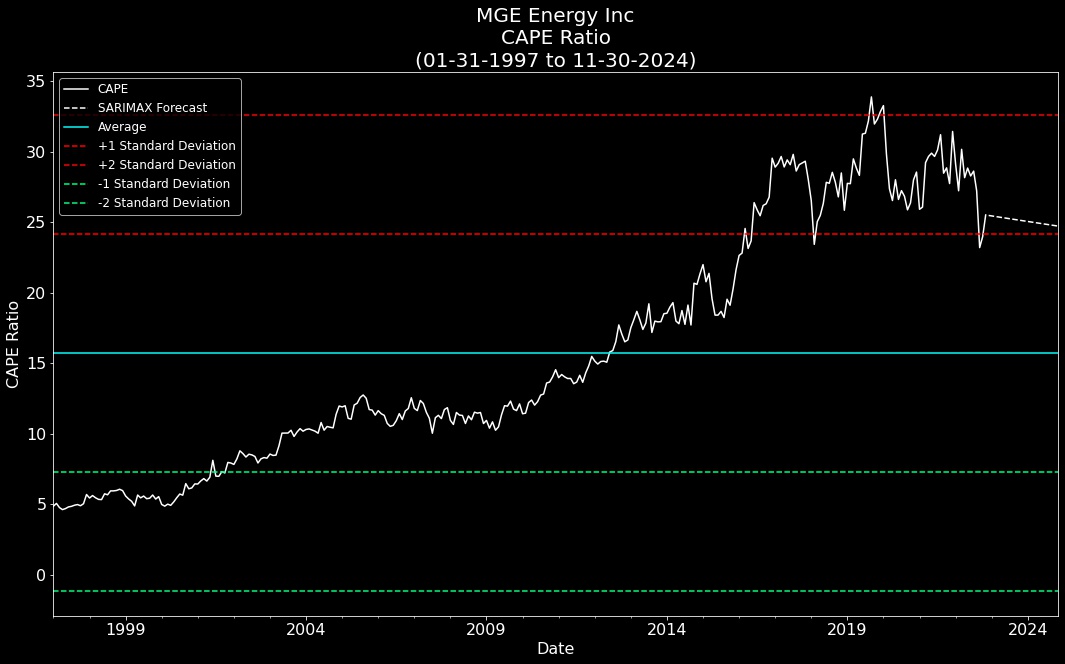 MGE Energy Inc
CAPE Ratio
(01-31-1997 to 11-30-2024)
CAPE
SARIMAX Forecast
Average
+1 Standard Deviation
+2 Standard Deviation
-1 Standard Deviation
-2 Standard Deviation
35
30
25
20
15
10
5
0
CAPE Ratio
1999 2004 2009 2014 2019 2024
Date